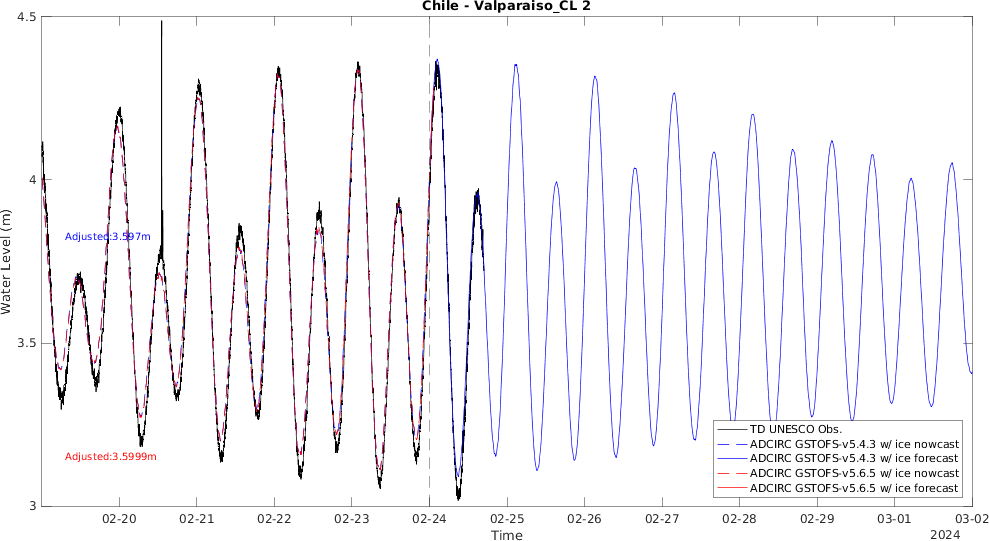 Chile - Valparaiso_CL 2
4.5
4
3.5
3
Water Level (m)
Adjusted:3.597m
Adjusted:3.5999m
TD UNESCO Obs.
ADCIRC GSTOFS-v5.4.3 w/ ice nowcast
ADCIRC GSTOFS-v5.4.3 w/ ice forecast
ADCIRC GSTOFS-v5.6.5 w/ ice nowcast
ADCIRC GSTOFS-v5.6.5 w/ ice forecast
02-20 02-21 02-22 02-23 02-24 02-25 02-26 02-27 02-28 02-29 03-01 03-02
Time
2024